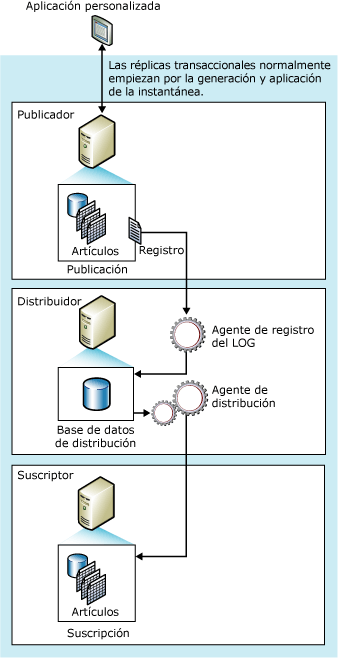 Aplicación personalizada
Las réplicas transaccionales normalmente
empiezan por la generación y aplicación
de la instantánea.
Publicador
Artículos
Registro
Publicación
Distribuidor
Agente de registro
del LOG
Agente de
distribución
Base de datos
de distribución
Suscriptor
Artículos
Suscripción